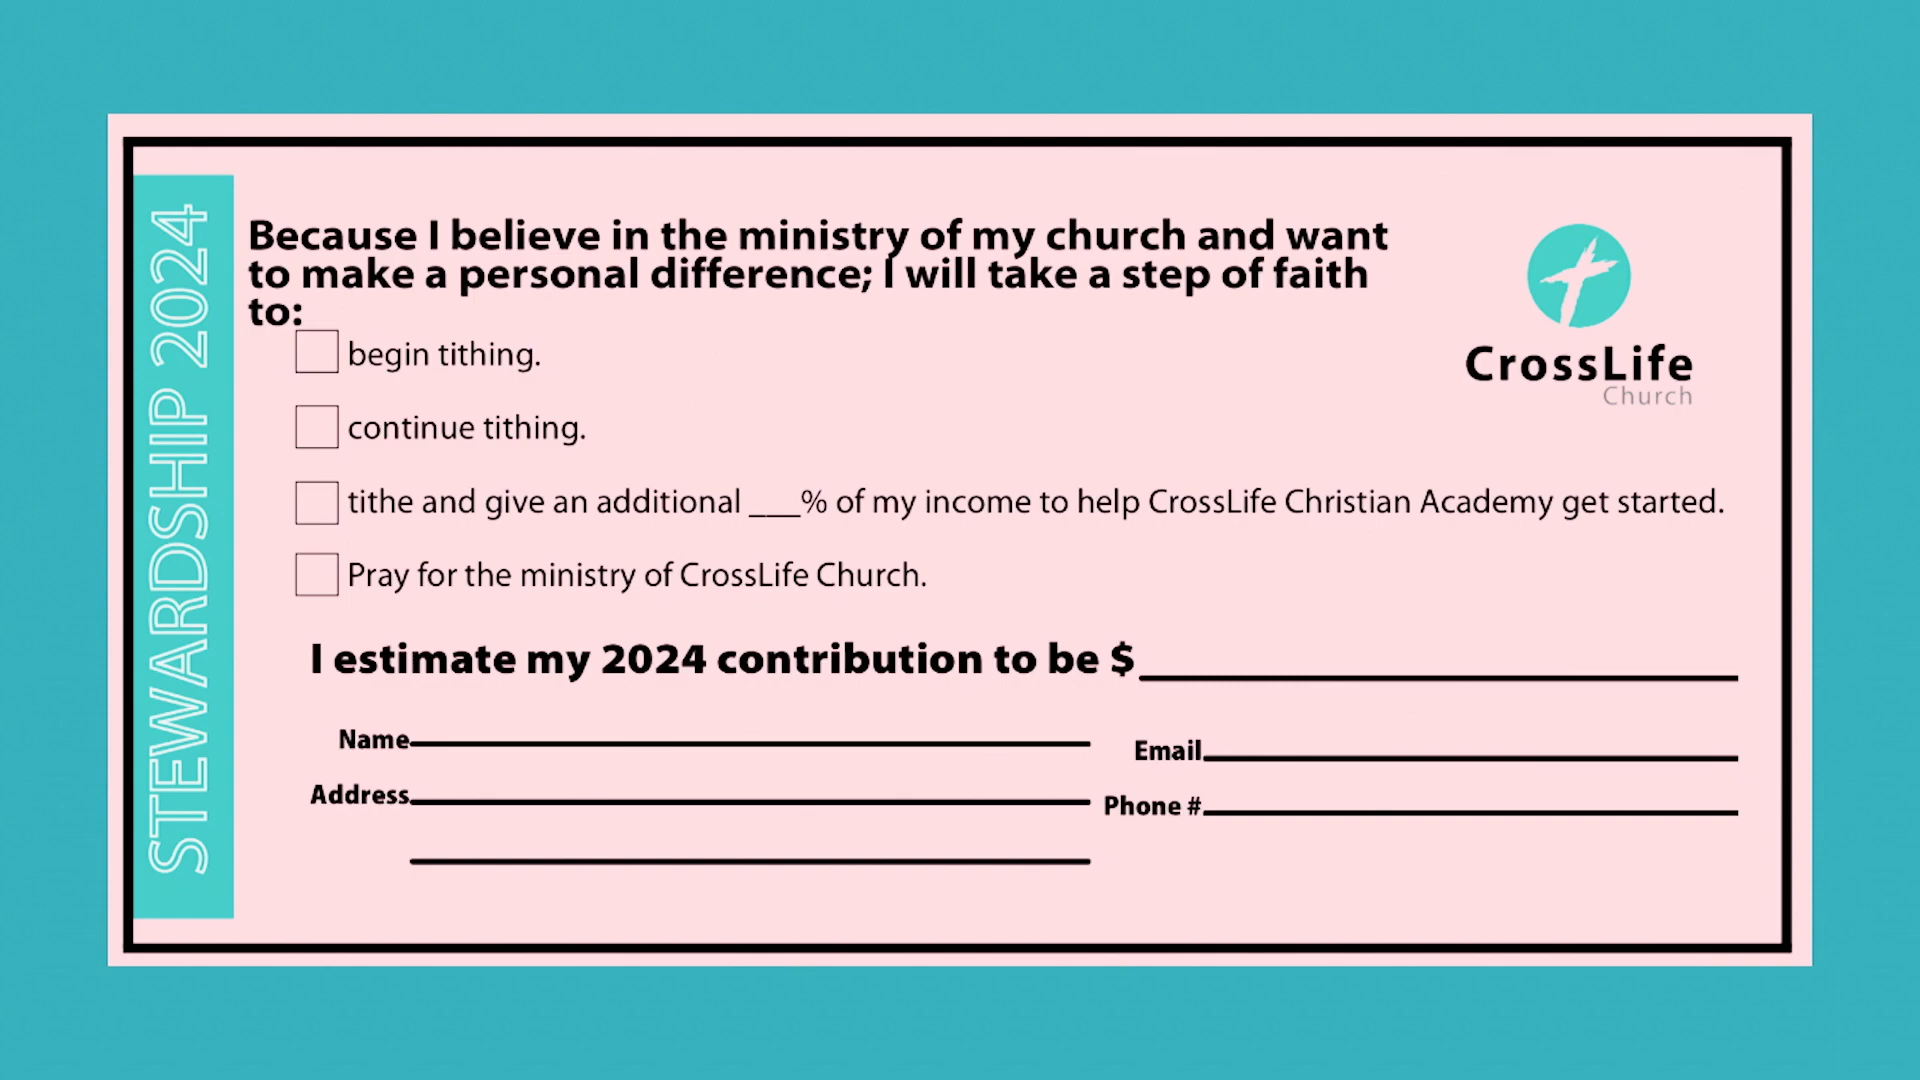 STEWARDSHIP 2024
Because I believe in the ministry of my church and want
to make a personal difference; I will take a step of faith
to:
begin tithing.
continue tithing.
tithe and give an additional ___% of my income to help CrossLife Christian Academy get started.
Pray for the ministry of CrossLife Church.
CrossLife
Church
I estimate my 2024 contribution to be $
Name
Email
Address
Phone #